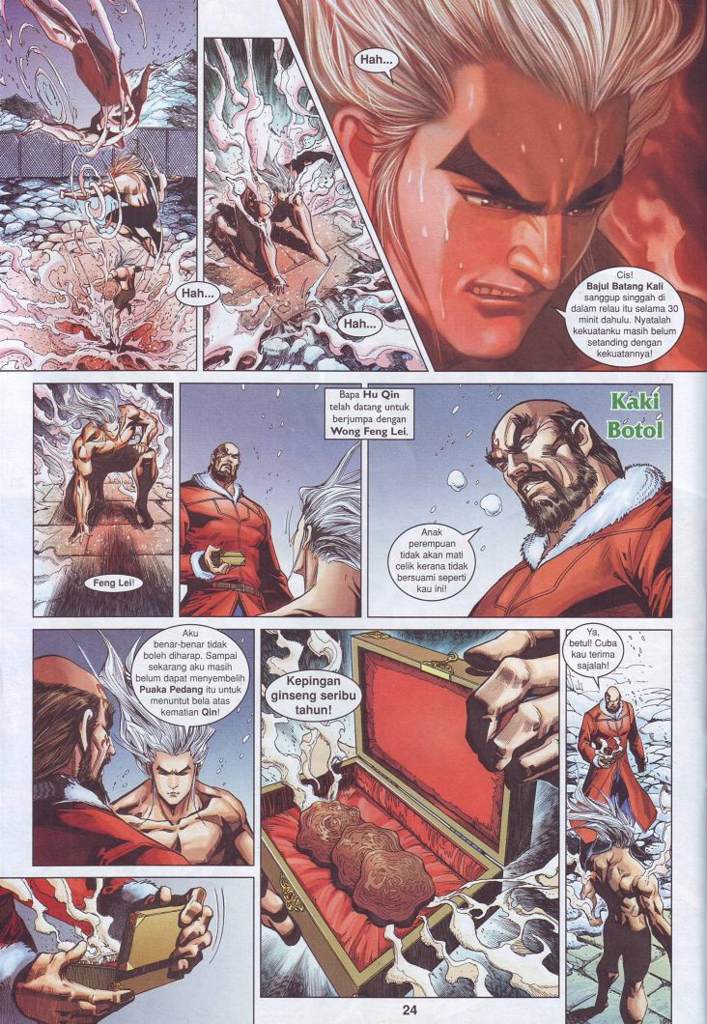 Hah...
Hah...
Hah...
Cis!
Bajul Batang Kali
sanggup singgah di
dalam relau itu selama 30
minit dahulu. Nyatalah
kekuatanku masih belum
setanding dengan
kekuatannya!
Feng Lei!
Bapa Hu Qin
telah datang untuk
berjumpa dengan
Wong Feng Lei.
Kaki
Botol
Anak
perempuan
tidak akan mati
celik kerana tidak
bersuami seperti
kau ini!
Aku
benar-benar tidak
boleh diharap. Sampai
sekarang aku masih
belum dapat menyembelih
Puaka Pedang itu untuk
menuntut bela atas
kematian Qin!
Kepingan
ginseng seribu
tahun!
Ya,
betul! Cuba
kau terima
sajalah!
24